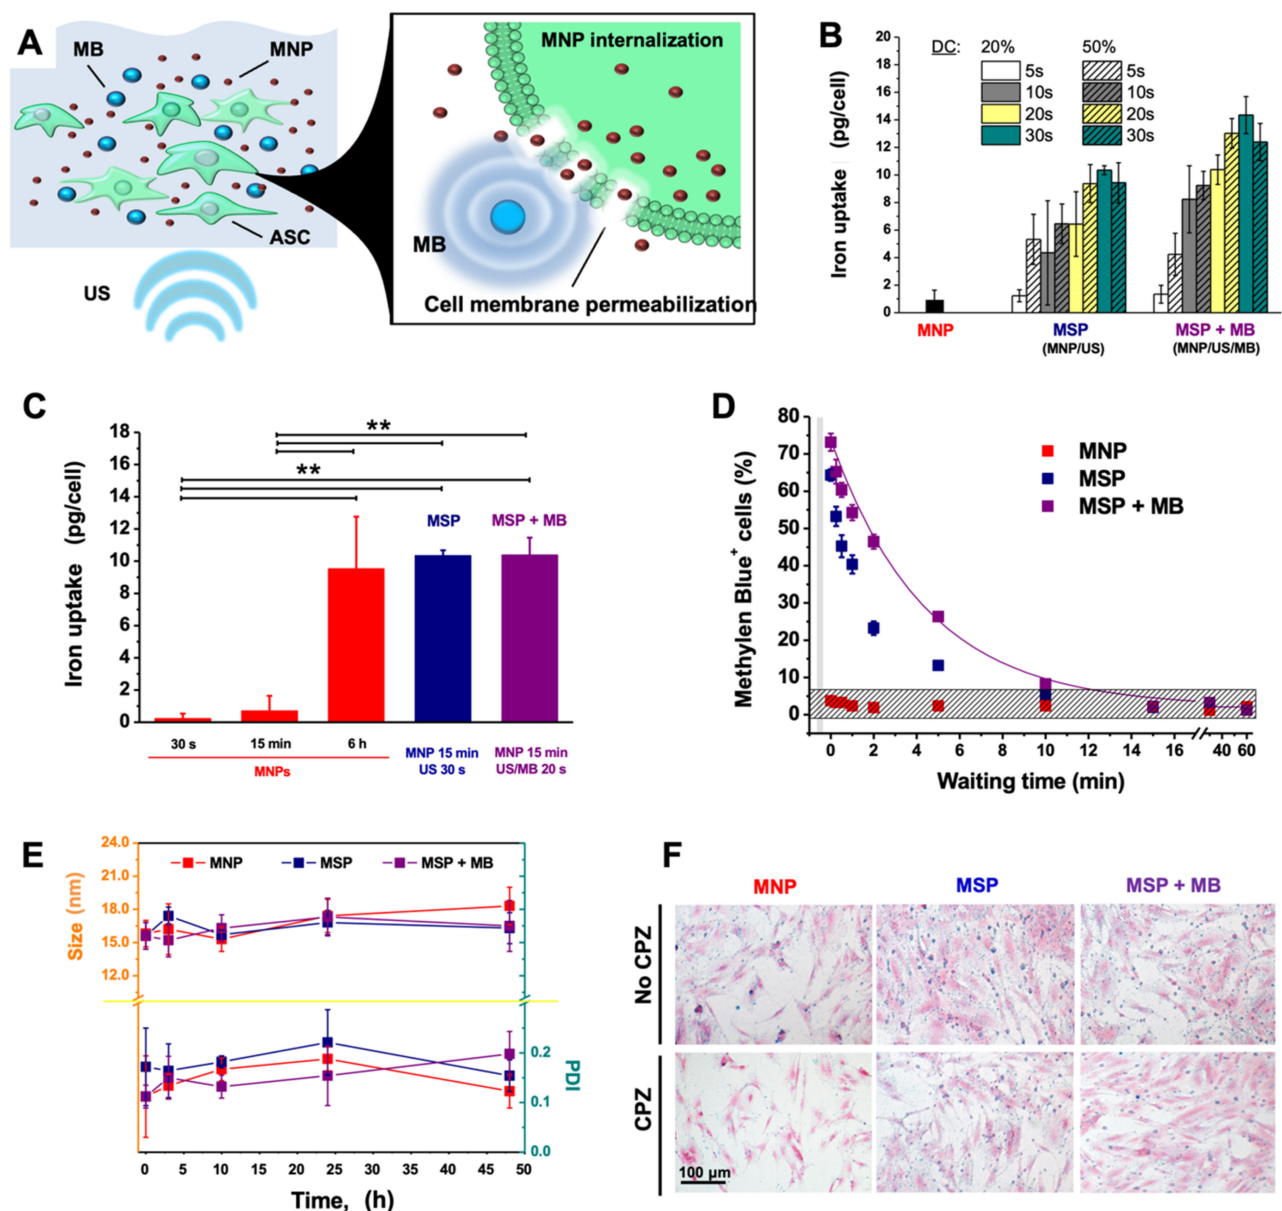 A
MB
MNP
ASC
US
MNP internalization
MB
Cell membrane permeabilization
B
Iron uptake (pg/cell)
20
18
16
14
12
10
8
6
4
2
0
DC: 20% 50%
5s 5s
10s 10s
20s 20s
30s 30s
MNP MSP MSP + MB
(MNP/US) (MNP/US/MB)
C
Iron uptake (pg/cell)
18
16
14
12
10
8
6
4
2
0
**
**
MSP MSP + MB
30 s 15 min 6 h MNP 15 min MNP 15 min
MNPs US 30 s US/MB 20 s
D
Methylen Blue+ cells (%)
80
70
60
50
40
30
20
10
0
MNP
MSP
MSP + MB
0 2 4 6 8 10 12 14 16 40 60
Waiting time (min)
E
Size (nm)
24.0
21.0
18.0
15.0
12.0
MNP MSP MSP + MB
0.2
0.1
0.0
PDI
0 5 10 15 20 25 30 35 40 45 50
Time, (h)
F
MNP MSP MSP + MB
No CPZ
CPZ
100 µm